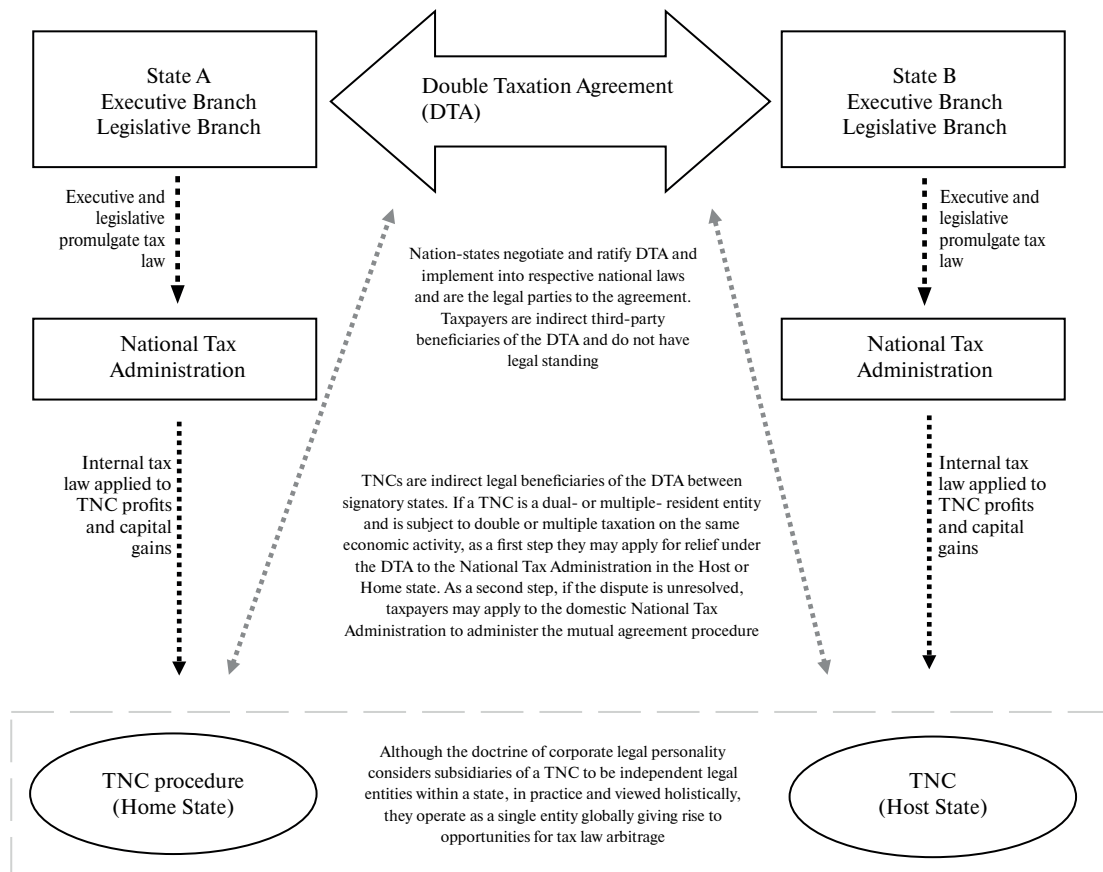 State A
Executive Branch
Legislative Branch
Double Taxation Agreement
(DTA)
State B
Executive Branch
Legislative Branch
Executive and
legislative
promulgate tax
law
Executive and
legislative
promulgate tax
law
Nation-states negotiate and ratify DTA and
implement into respective national laws
and are the legal parties to the agreement.
Taxpayers are indirect third-party
beneficiaries of the DTA and do not have
legal standing
National Tax
Administration
National Tax
Administration
Internal tax
law applied to
TNC profits
and capital
gains
TNCs are indirect legal beneficiaries of the DTA between
signatory states. If a TNC is a dual- or multiple- resident entity
and is subject to double or multiple taxation on the same
economic activity, as a first step they may apply for relief under
the DTA to the National Tax Administration in the Host or
Home state. As a second step, if the dispute is unresolved,
taxpayers may apply to the domestic National Tax
Administration to administer the mutual agreement procedure
Internal tax
law applied to
TNC profits
and capital
gains
TNC procedure
(Home State)
Although the doctrine of corporate legal personality
considers subsidiaries of a TNC to be independent legal
entities within a state, in practice and viewed holistically,
they operate as a single entity globally giving rise to
opportunities for tax law arbitrage
TNC
(Host State)